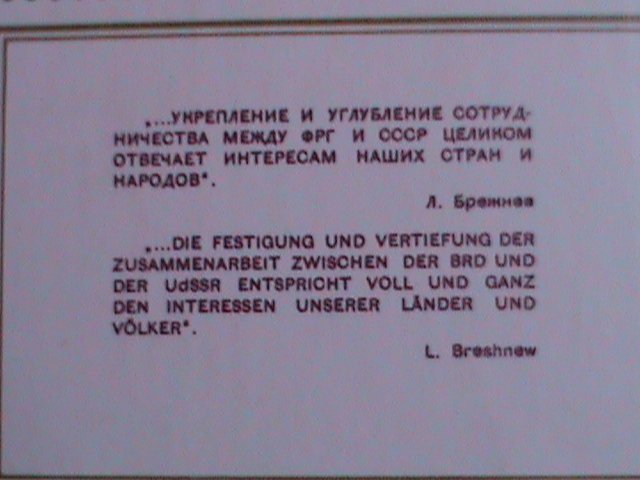 „...УКРЕПЛЕНИЕ И УГЛУБЛЕНИЕ СОТРУД-
НИЧЕСТВА МЕЖДУ ФРГ И СССР ЦЕЛИКОМ
ОТВЕЧАЕТ ИНТЕРЕСАМ НАШИХ СТРАН И
НАРОДОВ“.
Л. Брежнев
„...DIE FESTIGUNG UND VERTIEFUNG DER
ZUSAMMENARBEIT ZWISCHEN DER BRD UND
DER UdSSR ENTSPRICHT VOLL UND GANZ
DEN INTERESSEN UNSERER LÄNDER UND
VÖLKER“.
L. Breshnew